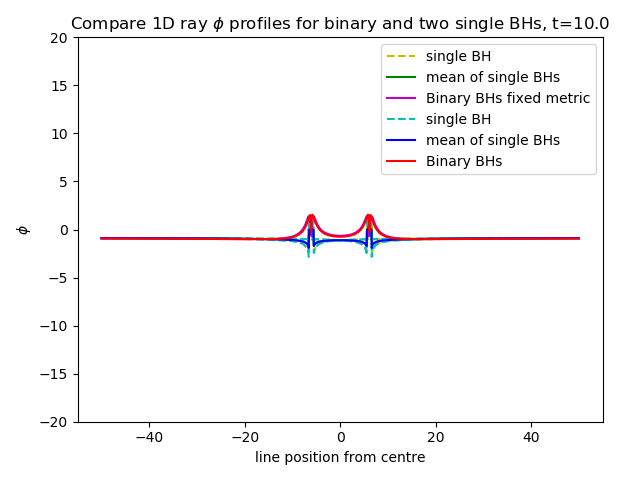 Compare 1D ray ϕ profiles for binary and two single BHs, t=10.0
20
15
10
5
0
−5
−10
−15
−20
ϕ
single BH
mean of single BHs
Binary BHs fixed metric
single BH
mean of single BHs
Binary BHs
−40
−20
0
20
40
line position from centre